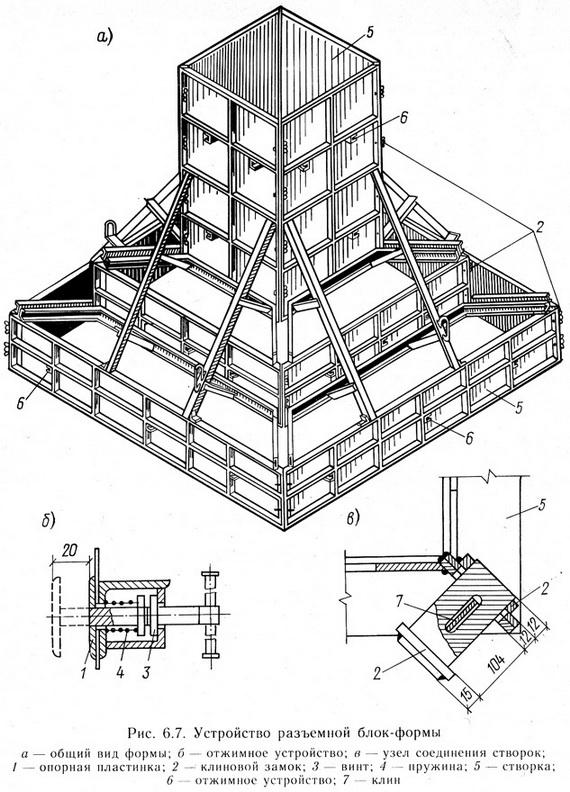 а)
5
6
2
6
5
6
б)
20
1
4
3
в)
5
7
2
2
15
104
12
12
Рис. 6.7. Устройство разъемной блок-формы
а — общий вид формы; б — отжимное устройство; в — узел соединения створок;
1 — опорная пластинка; 2 — клиновой замок; 3 — винт; 4 — пружина; 5 — створка;
6 — отжимное устройство; 7 — клин